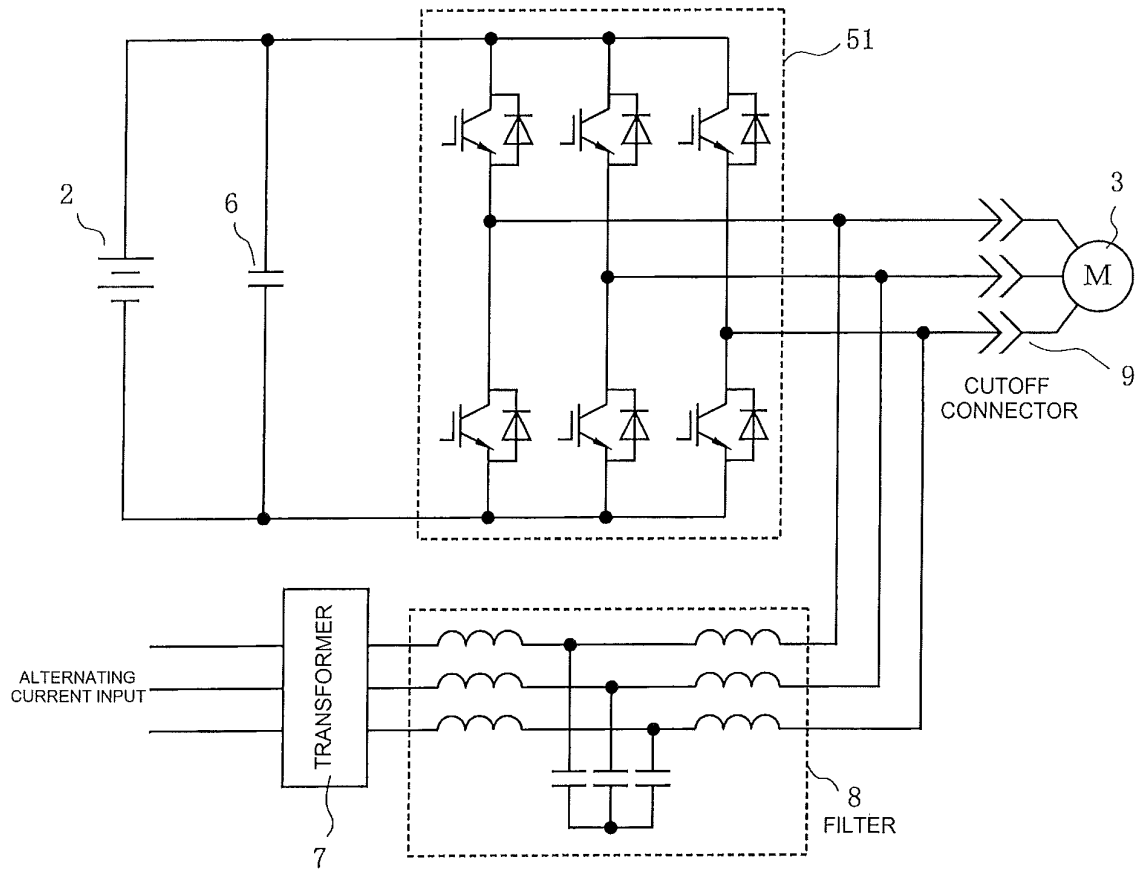 51
2
6
3
M
9
CUTOFF
CONNECTOR
ALTERNATING
CURRENT INPUT
TRANSFORMER
7
8
FILTER